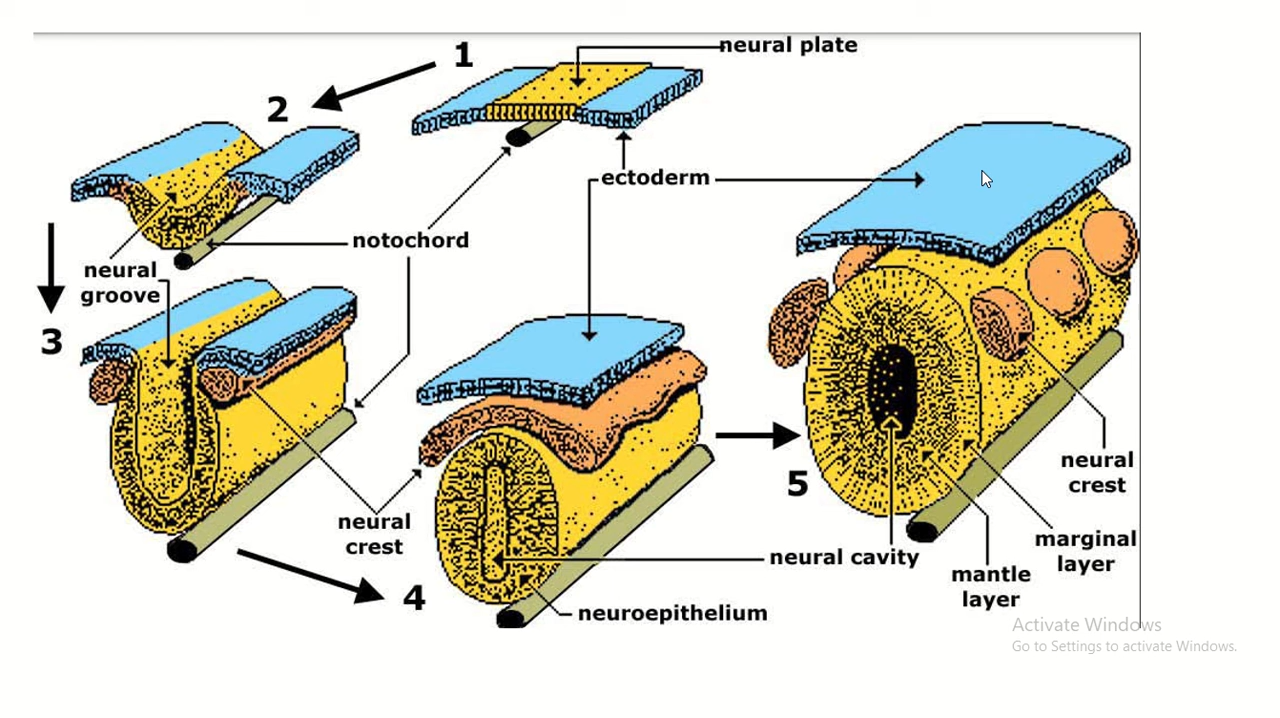 1
neural plate
2
ectoderm
notochord
neural
groove
3
neural
crest
4
neural cavity
neuroepithelium
5
neural
crest
marginal
layer
mantle
layer
Activate Windows
Go to Settings to activate Windows.